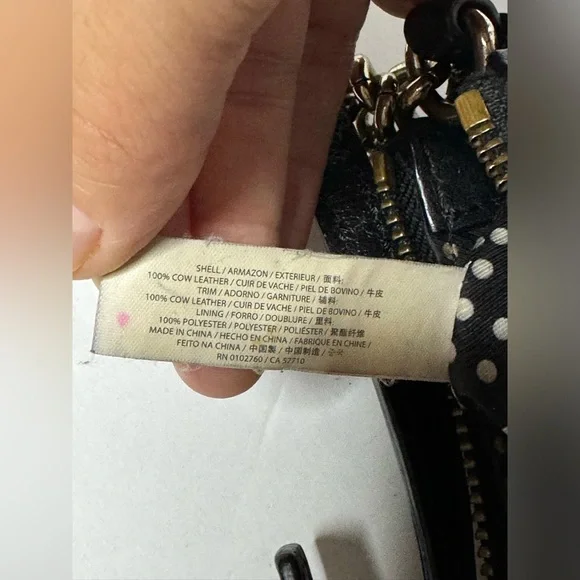 SHELL / ARMAZON / EXTERIEUR / 面料:
100% COW LEATHER / CUIR DE VACHE / PIEL DE BOVINO / 牛皮
TRIM / ADORNO / GARNITURE / 辅料:
100% COW LEATHER / CUIR DE VACHE / PIEL DE BOVINO / 牛皮
LINING / FORRO / DOUBLURE / 里料:
100% POLYESTER / POLYESTER / POLIÉSTER / 聚酯纤维
MADE IN CHINA / HECHO EN CHINA / FABRIQUE EN CHINE /
FEITO NA CHINA / 中国製 / 中国制造 /
RN 0102760 / CA 57710